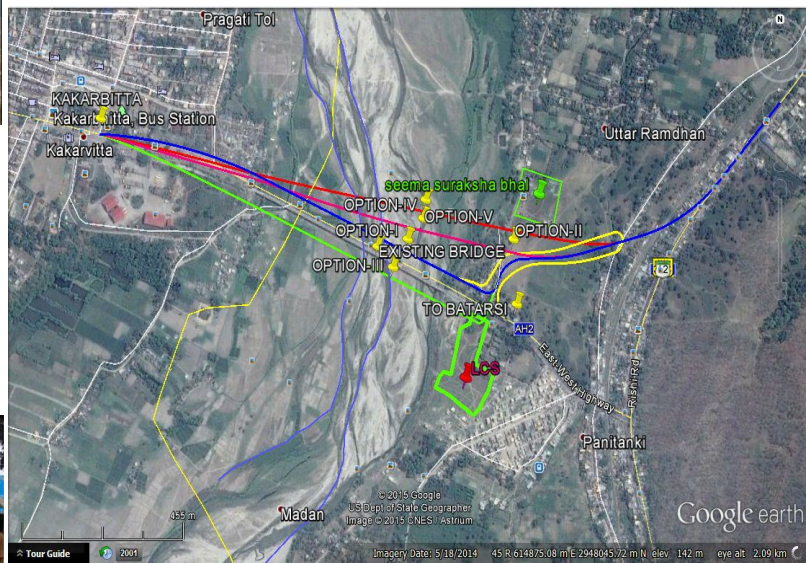 Pragati Tol
N
KAKARBITTA
Kakarbhitta, Bus Station
Kakarvitta
Uttar Ramdhan
seema suraksha bhal
OPTION-IV
OPTION-V
OPTION-I
OPTION-II
EXISTING BRIDGE
OPTION-III
TO BATARSI
AH2
LCS
East-West Highway
Rishi Rd
Panitanki
Madan
455 m
© 2015 Google
US Dept of State Geographer
Image © 2015 CNES / Astrium
Google earth
Tour Guide
2001
Imagery Date: 5/18/2014 45 R 614875.08 m E 2948045.72 m N elev 142 m eye alt 2.09 km